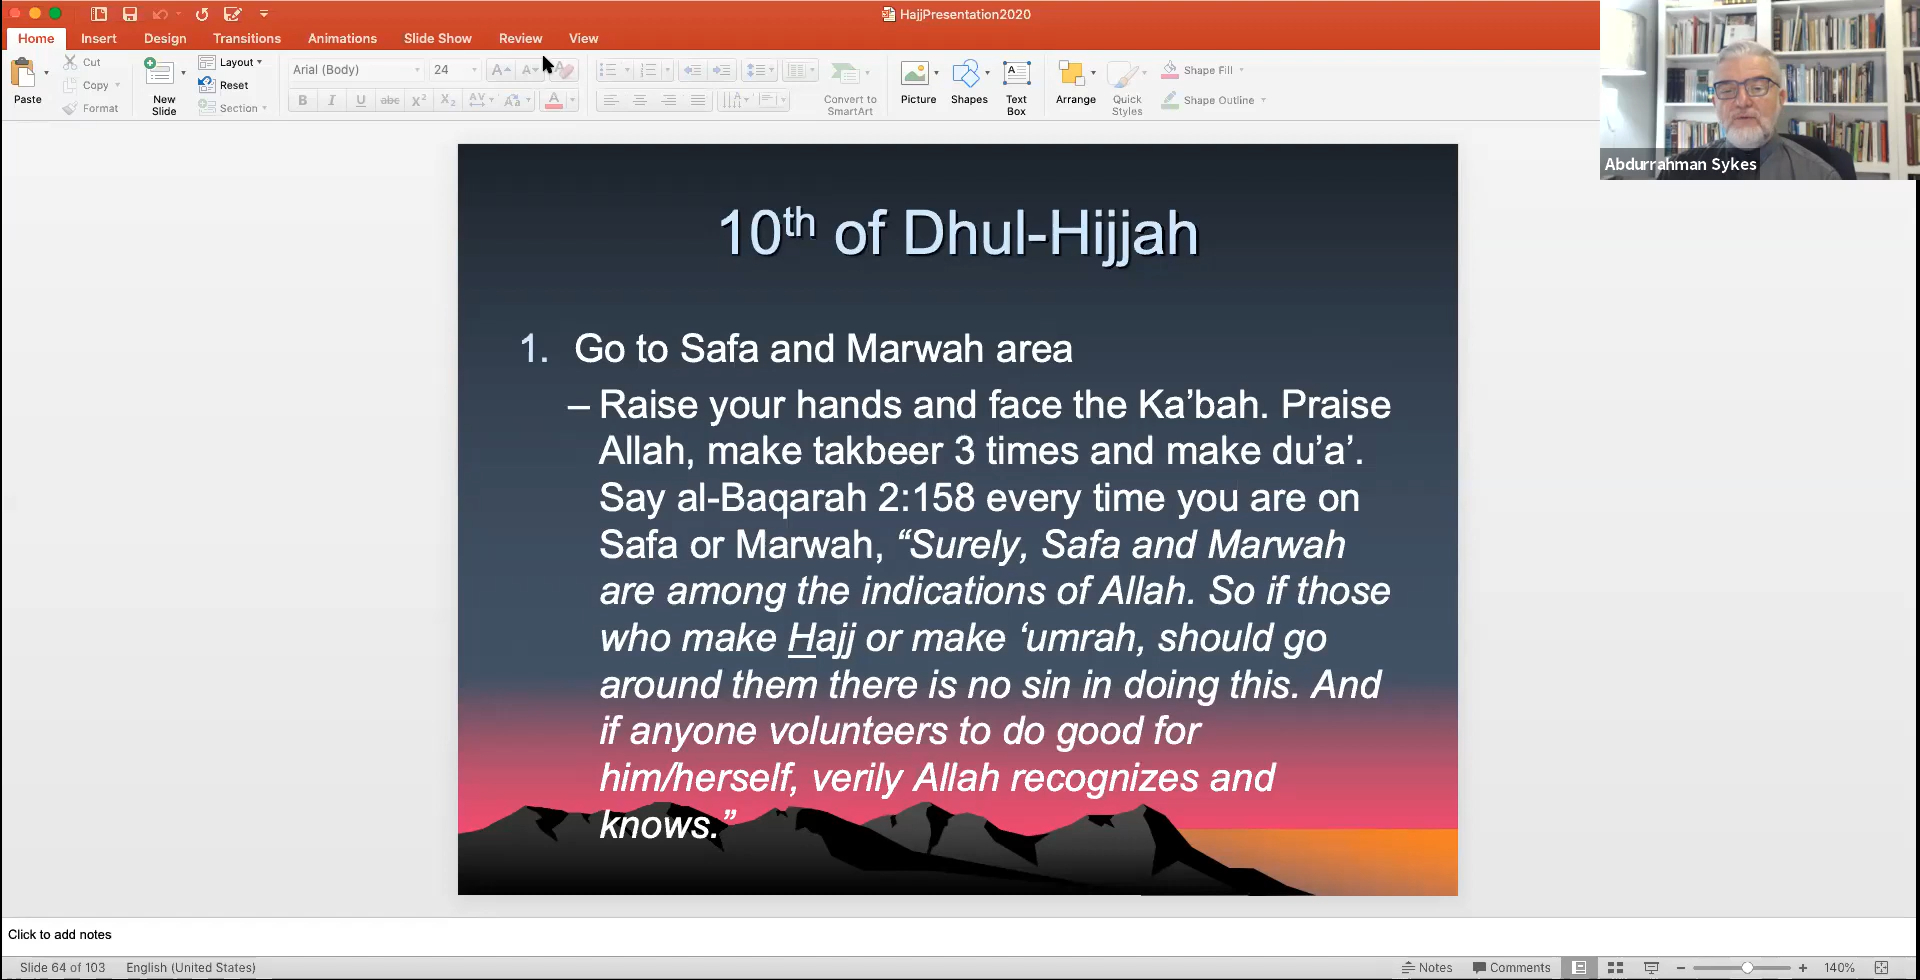 HajjPresentation2020
Home Insert Design Transitions Animations Slide Show Review View
Paste
Cut
Copy
Format
New
Slide
Layout
Reset
Section
Arial (Body) 24
Convert to
SmartArt
Picture
Shapes
Text
Box
Arrange
Quick
Styles
Shape Fill
Shape Outline
Abdurrahman Sykes
10th of Dhul-Hijjah
1. Go to Safa and Marwah area
– Raise your hands and face the Ka’bah. Praise
Allah, make takbeer 3 times and make du’a’.
Say al-Baqarah 2:158 every time you are on
Safa or Marwah, “Surely, Safa and Marwah
are among the indications of Allah. So if those
who make Hajj or make ‘umrah, should go
around them there is no sin in doing this. And
if anyone volunteers to do good for
him/herself, verily Allah recognizes and
knows.”
Click to add notes
Slide 64 of 103 English (United States) Notes Comments 140%